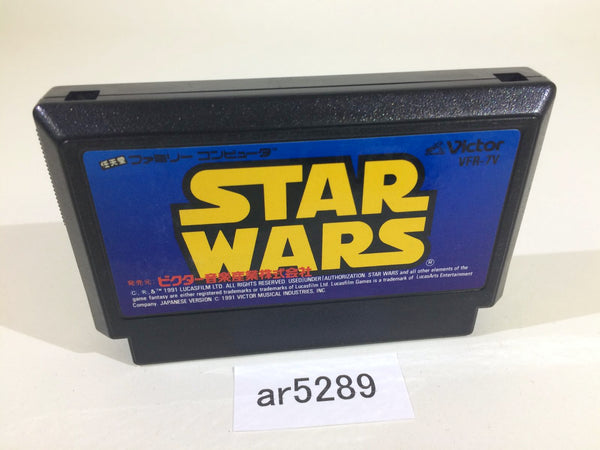 任天堂 ファミリー コンピュータ™
Victor
VFR-7V
STAR
WARS
®
発売元 ビクター音楽産業株式会社
©, ®, & ™ 1991 LUCASFILM LTD. ALL RIGHTS RESERVED. USED UNDER AUTHORIZATION. STAR WARS and all other elements of the
game fantasy are either registered trademarks or trademarks of Lucasfilm Ltd. Lucasfilm Games is a trademark of LucasArts Entertainment
Company. JAPANESE VERSION © 1991 VICTOR MUSICAL INDUSTRIES, INC
ar5289